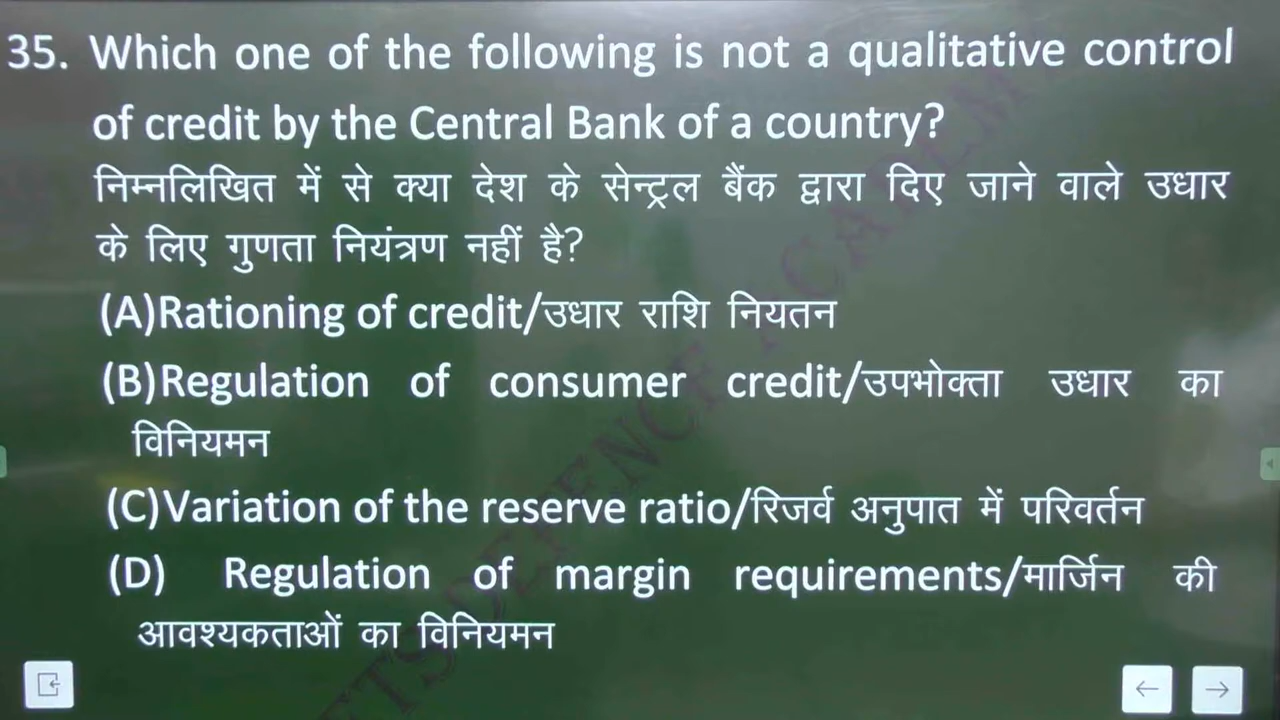 35. Which one of the following is not a qualitative control
of credit by the Central Bank of a country?
निम्नलिखित में से क्या देश के सेन्ट्रल बैंक द्वारा दिए जाने वाले उधार
के लिए गुणता नियंत्रण नहीं है?
(A)Rationing of credit/उधार राशि नियतन
(B)Regulation of consumer credit/उपभोक्ता उधार का
विनियमन
(C)Variation of the reserve ratio/रिजर्व अनुपात में परिवर्तन
(D) Regulation of margin requirements/मार्जिन की
आवश्यकताओं का विनियमन